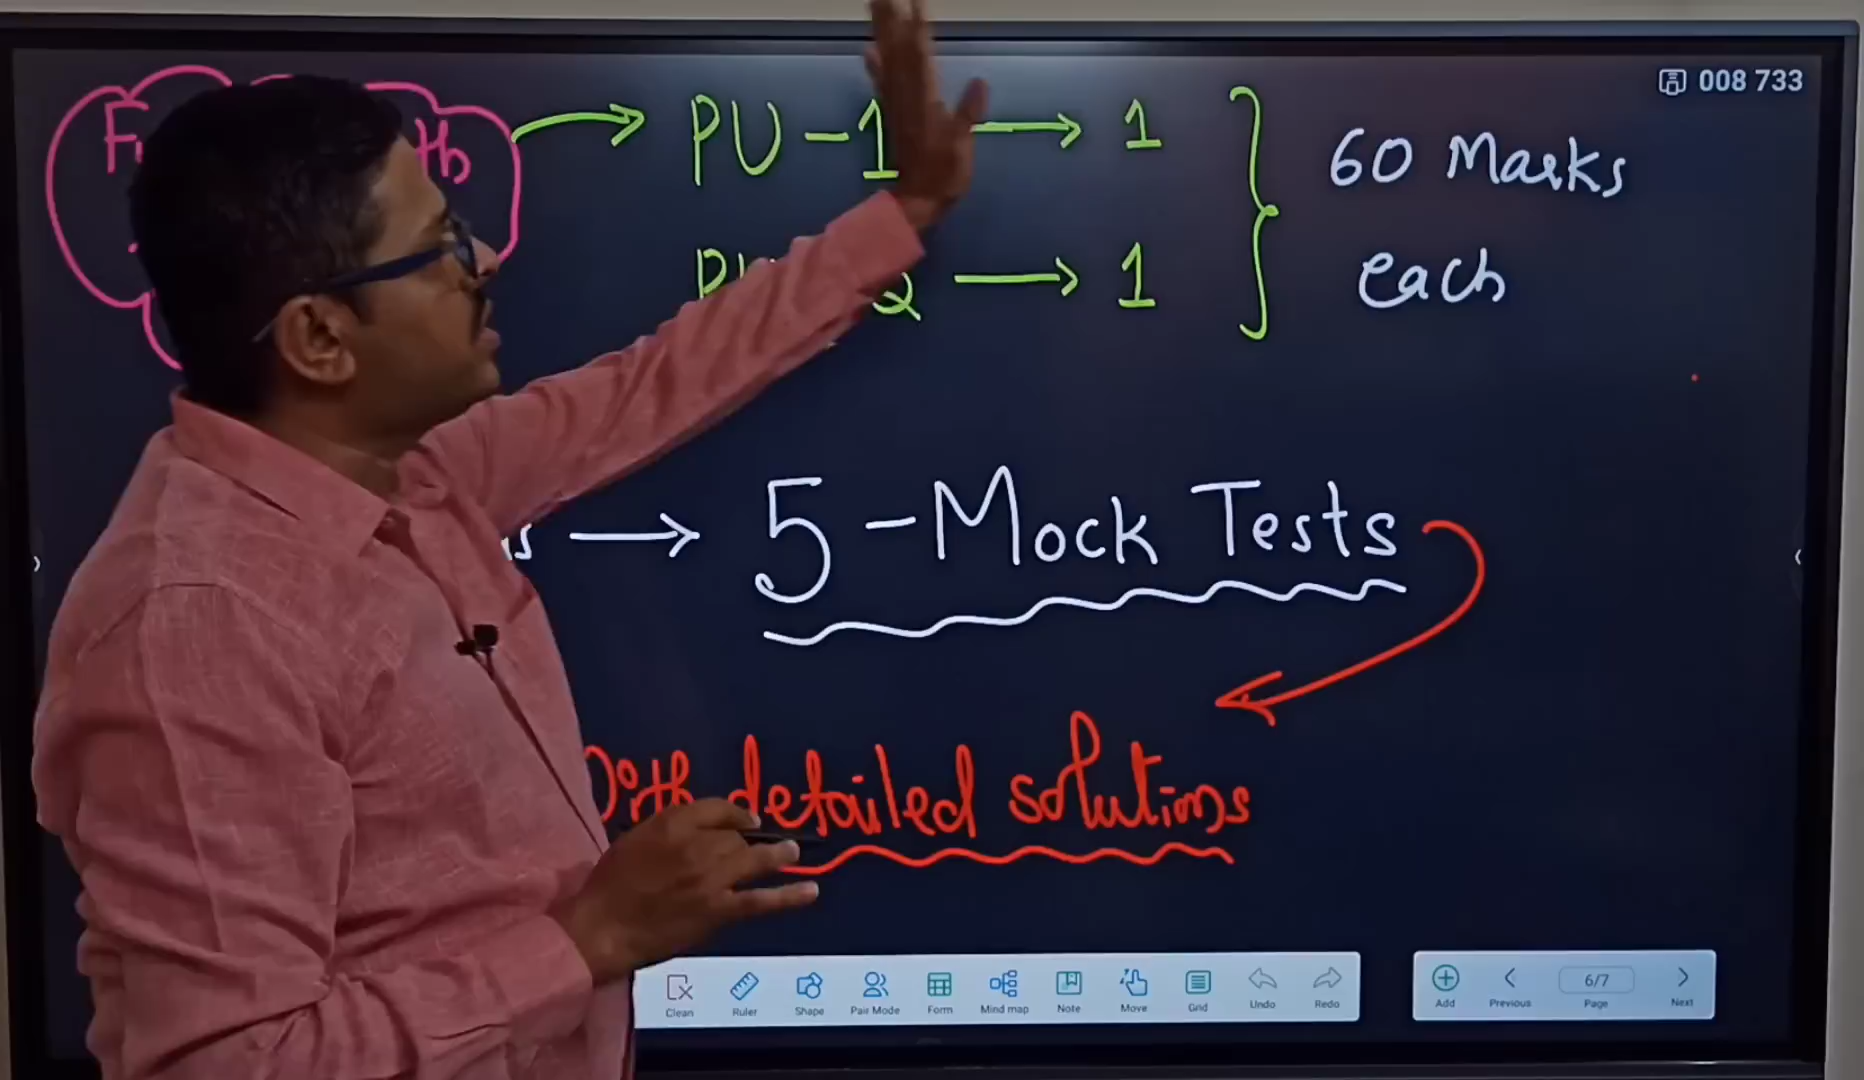 008 733
PU-1 → 1
60 Marks
→ 1
each
→ 5-Mock Tests
detailed solutions
Clean Ruler Shape Pair Mode Form Mind map Note Move Grid Undo Redo
Add Previous 6/7 Page Next